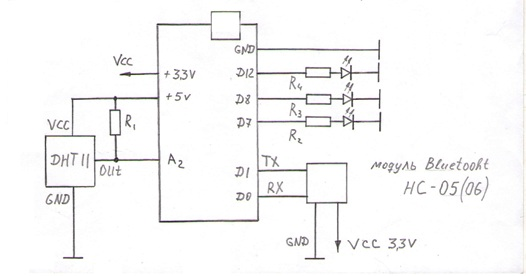 GND
VCC
+3.3V
D12
R4
+5V
D8
R3
VCC
R1
D7
R2
DHT11
Out
A2
D1
TX
модуль Bluetooht
GND
D0
RX
HC-05(06)
GND
VCC 3,3V